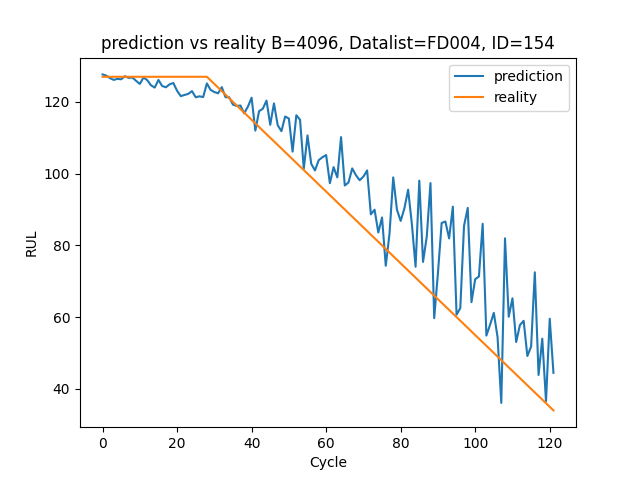 prediction vs reality B=4096, Datalist=FD004, ID=154
prediction
reality
RUL
120
100
80
60
40
0 20 40 60 80 100 120
Cycle